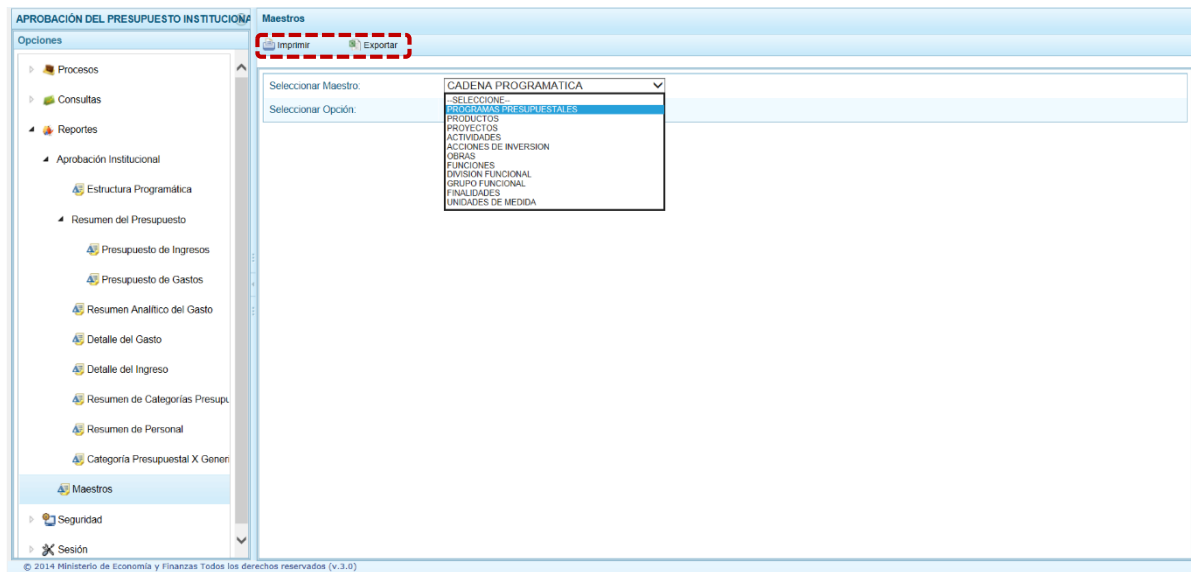 APROBACIÓN DEL PRESUPUESTO INSTITUCIONA
Opciones
Procesos
Consultas
Reportes
Aprobación Institucional
Estructura Programática
Resumen del Presupuesto
Presupuesto de Ingresos
Presupuesto de Gastos
Resumen Analítico del Gasto
Detalle del Gasto
Detalle del Ingreso
Resumen de Categorías Presupu
Resumen de Personal
Categoría Presupuestal X Generi
Maestros
Seguridad
Sesión
Maestros
Imprimir Exportar
Seleccionar Maestro: CADENA PROGRAMATICA
Seleccionar Opción:
--SELECCIONE--
PROGRAMAS PRESUPUESTALES
PRODUCTOS
PROYECTOS
ACTIVIDADES
ACCIONES DE INVERSION
OBRAS
FUNCIONES
DIVISION FUNCIONAL
GRUPO FUNCIONAL
FINALIDADES
UNIDADES DE MEDIDA
© 2014 Ministerio de Economía y Finanzas Todos los derechos reservados (v.3.0)